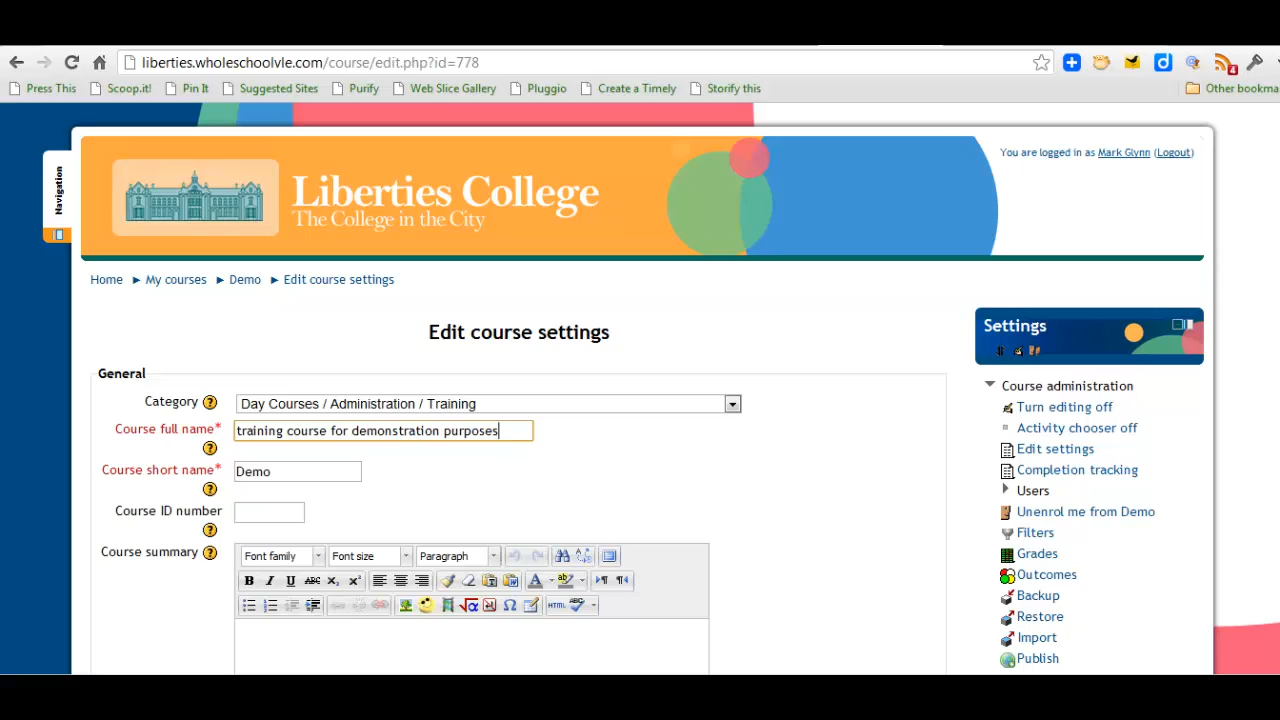 liberties.wholeschoolvle.com/course/edit.php?id=778
Press This Scoop.it! Pin It Suggested Sites Purify Web Slice Gallery Pluggio Create a Timely Storify this Other bookma
Navigation
You are logged in as Mark Glynn (Logout)
Liberties College
The College in the City
Home ► My courses ► Demo ► Edit course settings
Edit course settings
General
Category Day Courses / Administration / Training
Course full name* training course for demonstration purposes
Course short name* Demo
Course ID number
Course summary Font family Font size Paragraph
B I U ABC X₂ X²
HTML ABC
Settings
Course administration
Turn editing off
Activity chooser off
Edit settings
Completion tracking
Users
Unenrol me from Demo
Filters
Grades
Outcomes
Backup
Restore
Import
Publish